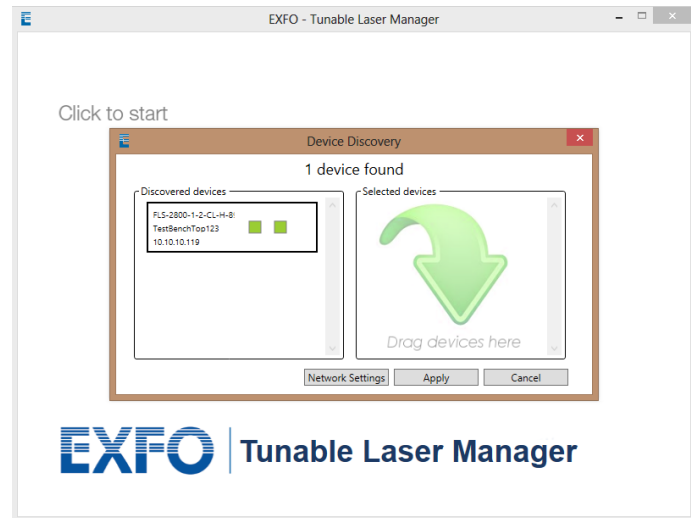 EXFO - Tunable Laser Manager
Click to start
Device Discovery
1 device found
Discovered devices
FLS-2800-1-2-CL-H-B
TestBenchTop123
10.10.10.119
Selected devices
Drag devices here
Network Settings
Apply
Cancel
EXFO
Tunable Laser Manager